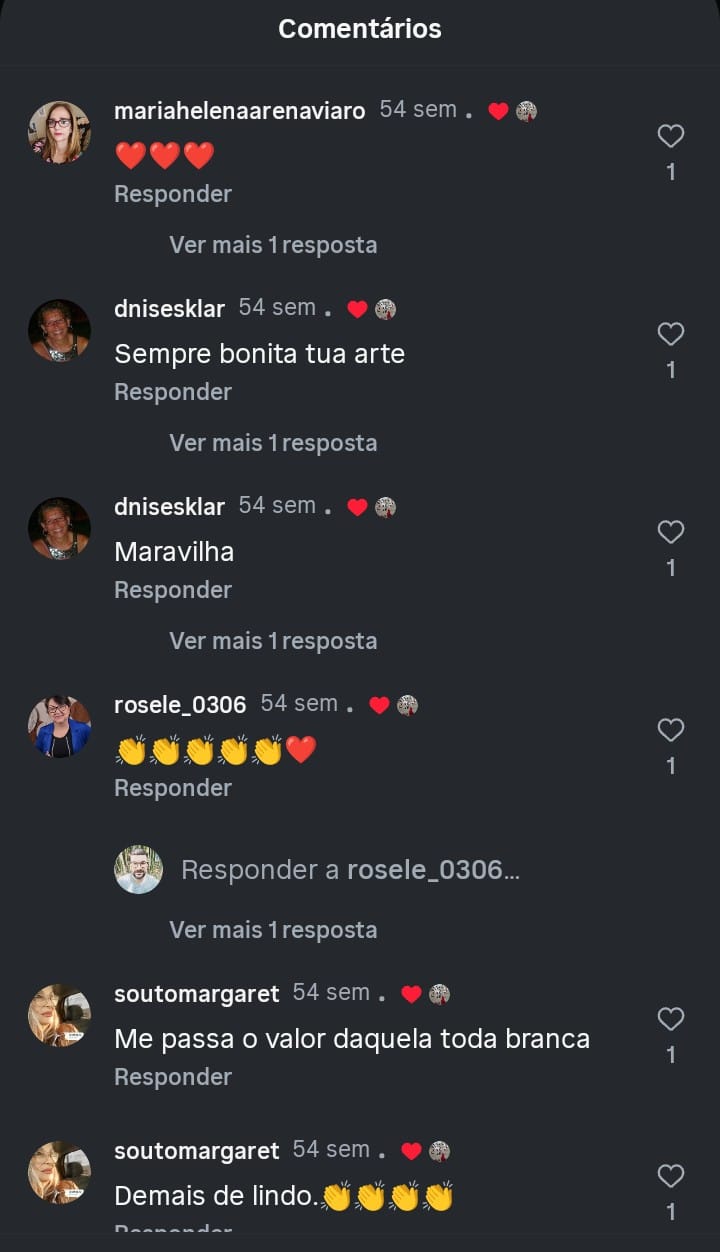 Comentários
mariahelenaarenaviaro 54 sem . ❤️
❤️❤️❤️
1
Responder
Ver mais 1 resposta
dnisesklar 54 sem . ❤️
Sempre bonita tua arte
1
Responder
Ver mais 1 resposta
dnisesklar 54 sem . ❤️
Maravilha
1
Responder
Ver mais 1 resposta
rosele_0306 54 sem . ❤️
👏👏👏👏👏❤️
1
Responder
Responder a rosele_0306...
Ver mais 1 resposta
soutomargaret 54 sem . ❤️
Me passa o valor daquela toda branca
1
Responder
soutomargaret 54 sem . ❤️
Demais de lindo.👏👏👏👏
1
Responder